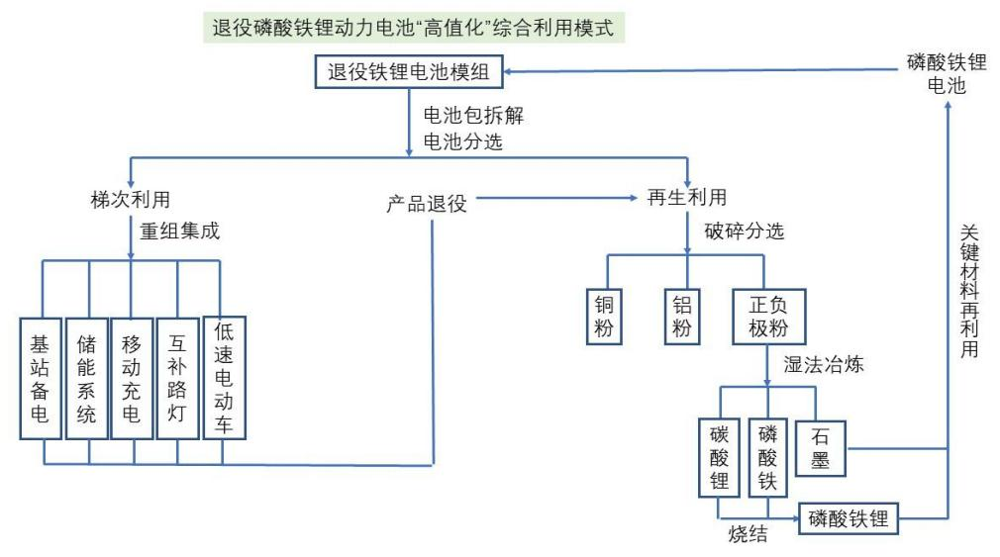 退役磷酸铁锂动力电池“高值化”综合利用模式
退役铁锂电池模组
磷酸铁锂
电池
电池包拆解
电池分选
梯次利用
产品退役
再生利用
重组集成
破碎分选
关键材料再利用
铜粉
铝粉
正负
极粉
基站备电
储能系统
移动充电
互补路灯
低速电动车
湿法冶炼
碳酸锂
磷酸铁
石墨
磷酸铁锂
烧结